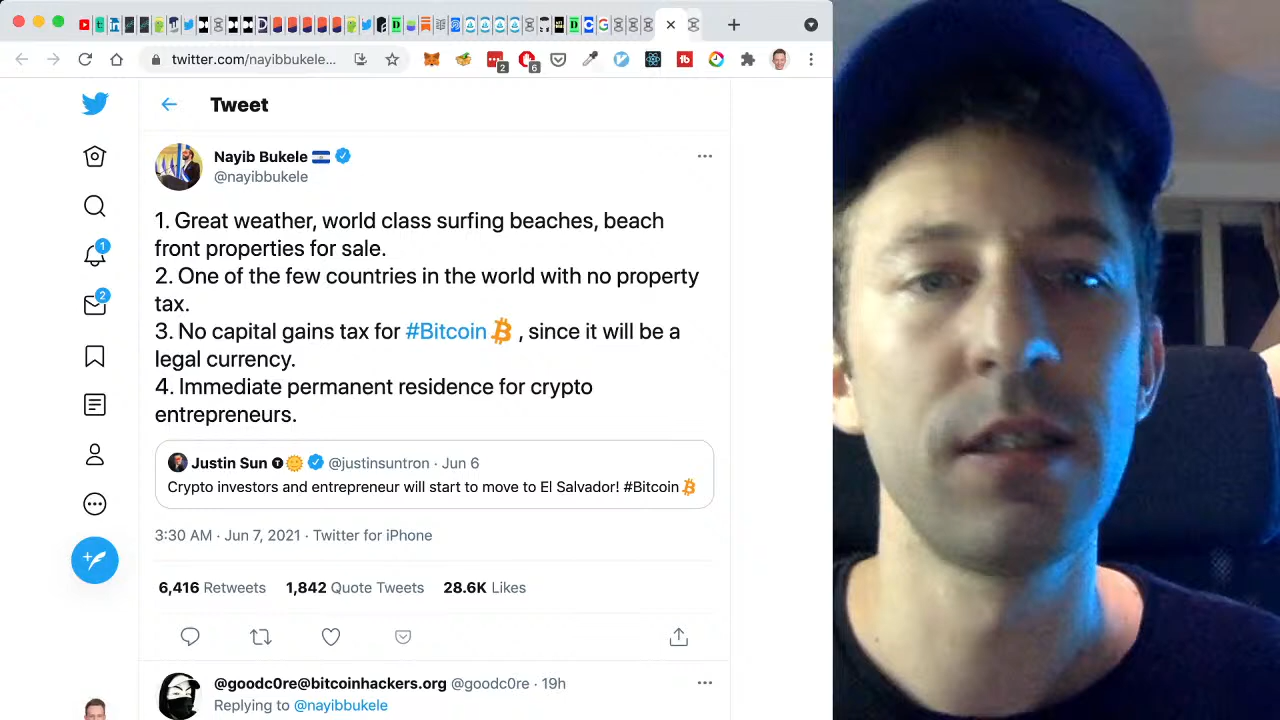 twitter.com/nayibbukele...
2
6
Tweet
Nayib Bukele
@nayibbukele
1. Great weather, world class surfing beaches, beach
front properties for sale.
2. One of the few countries in the world with no property
tax.
3. No capital gains tax for #Bitcoin , since it will be a
legal currency.
4. Immediate permanent residence for crypto
entrepreneurs.
Justin Sun @justinsuntron · Jun 6
Crypto investors and entrepreneur will start to move to El Salvador! #Bitcoin
3:30 AM · Jun 7, 2021 · Twitter for iPhone
6,416 Retweets 1,842 Quote Tweets 28.6K Likes
@goodc0re@bitcoinhackers.org @goodc0re · 19h
Replying to @nayibbukele
1
2